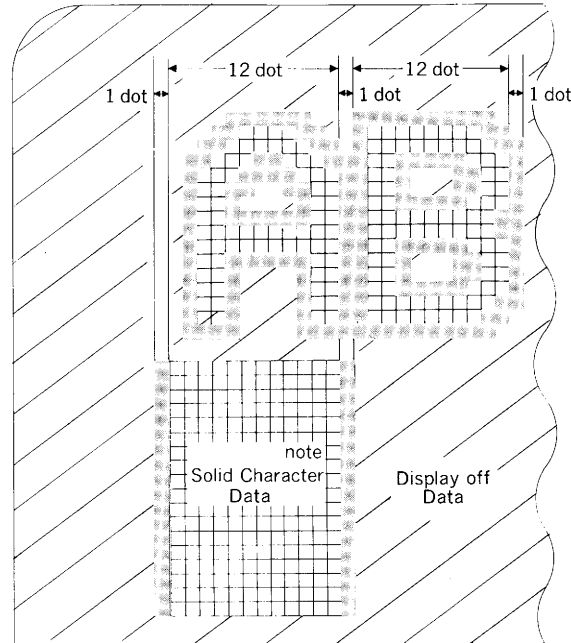 12 dot 12 dot
1 dot 1 dot 1 dot
note
Solid Character
Data
Display off
Data